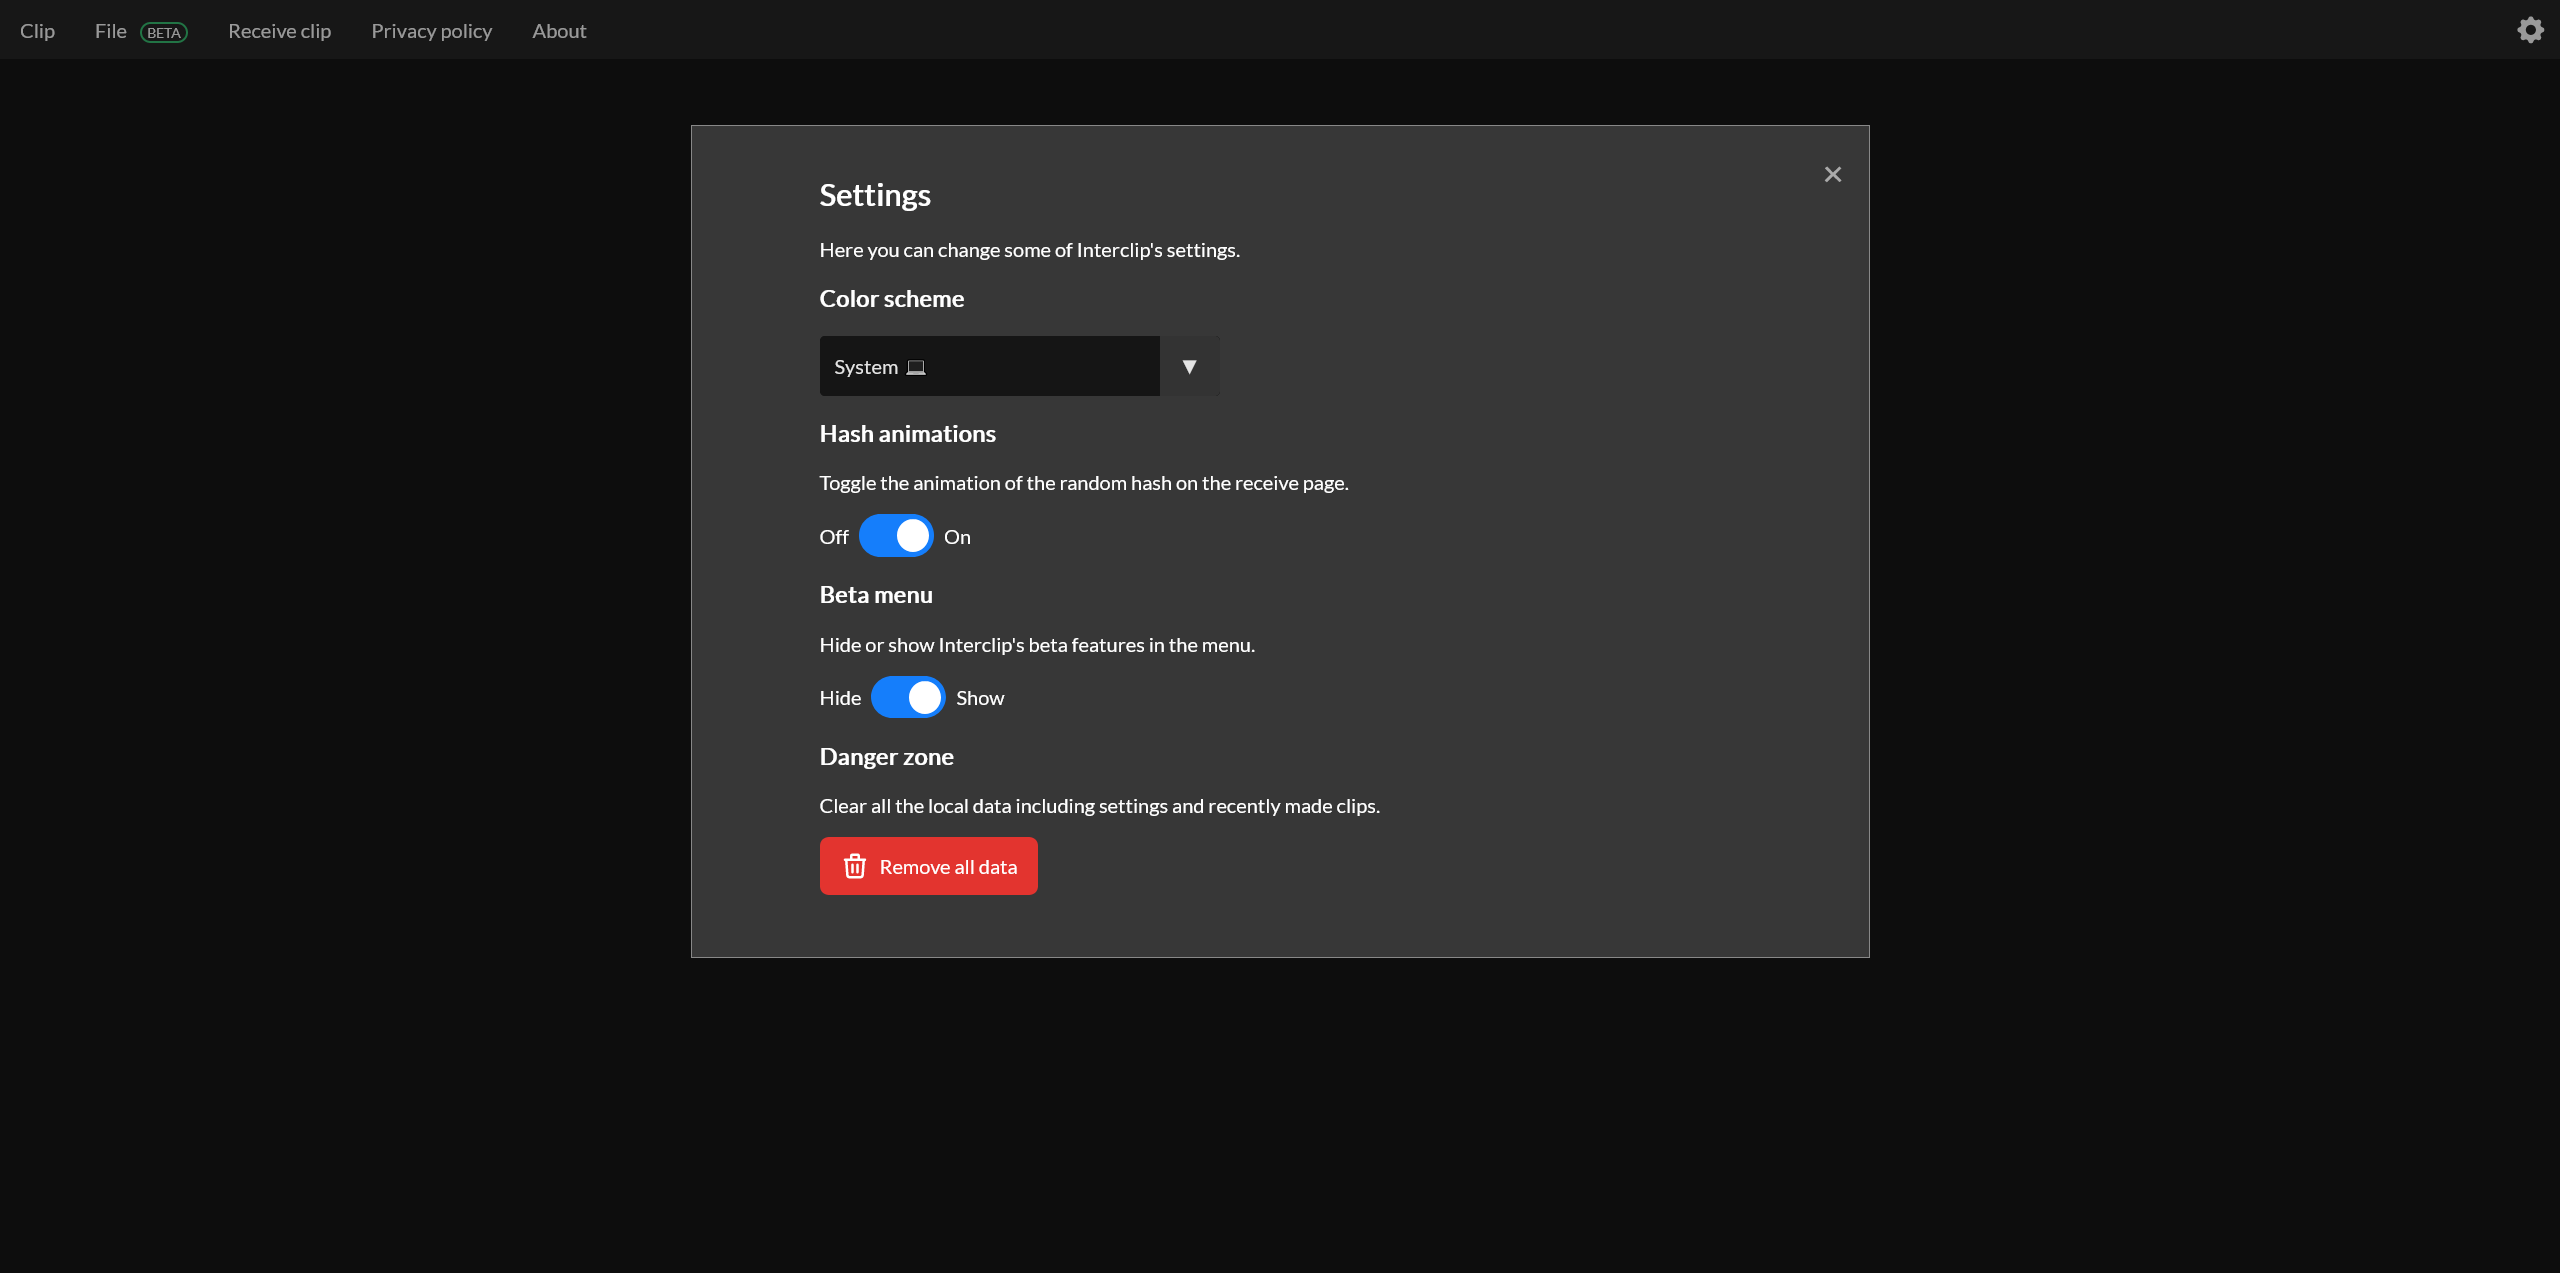 Clip File BETA Receive clip Privacy policy About
Settings
Here you can change some of Interclip's settings.
Color scheme
System 💻
Hash animations
Toggle the animation of the random hash on the receive page.
Off On
Beta menu
Hide or show Interclip's beta features in the menu.
Hide Show
Danger zone
Clear all the local data including settings and recently made clips.
Remove all data